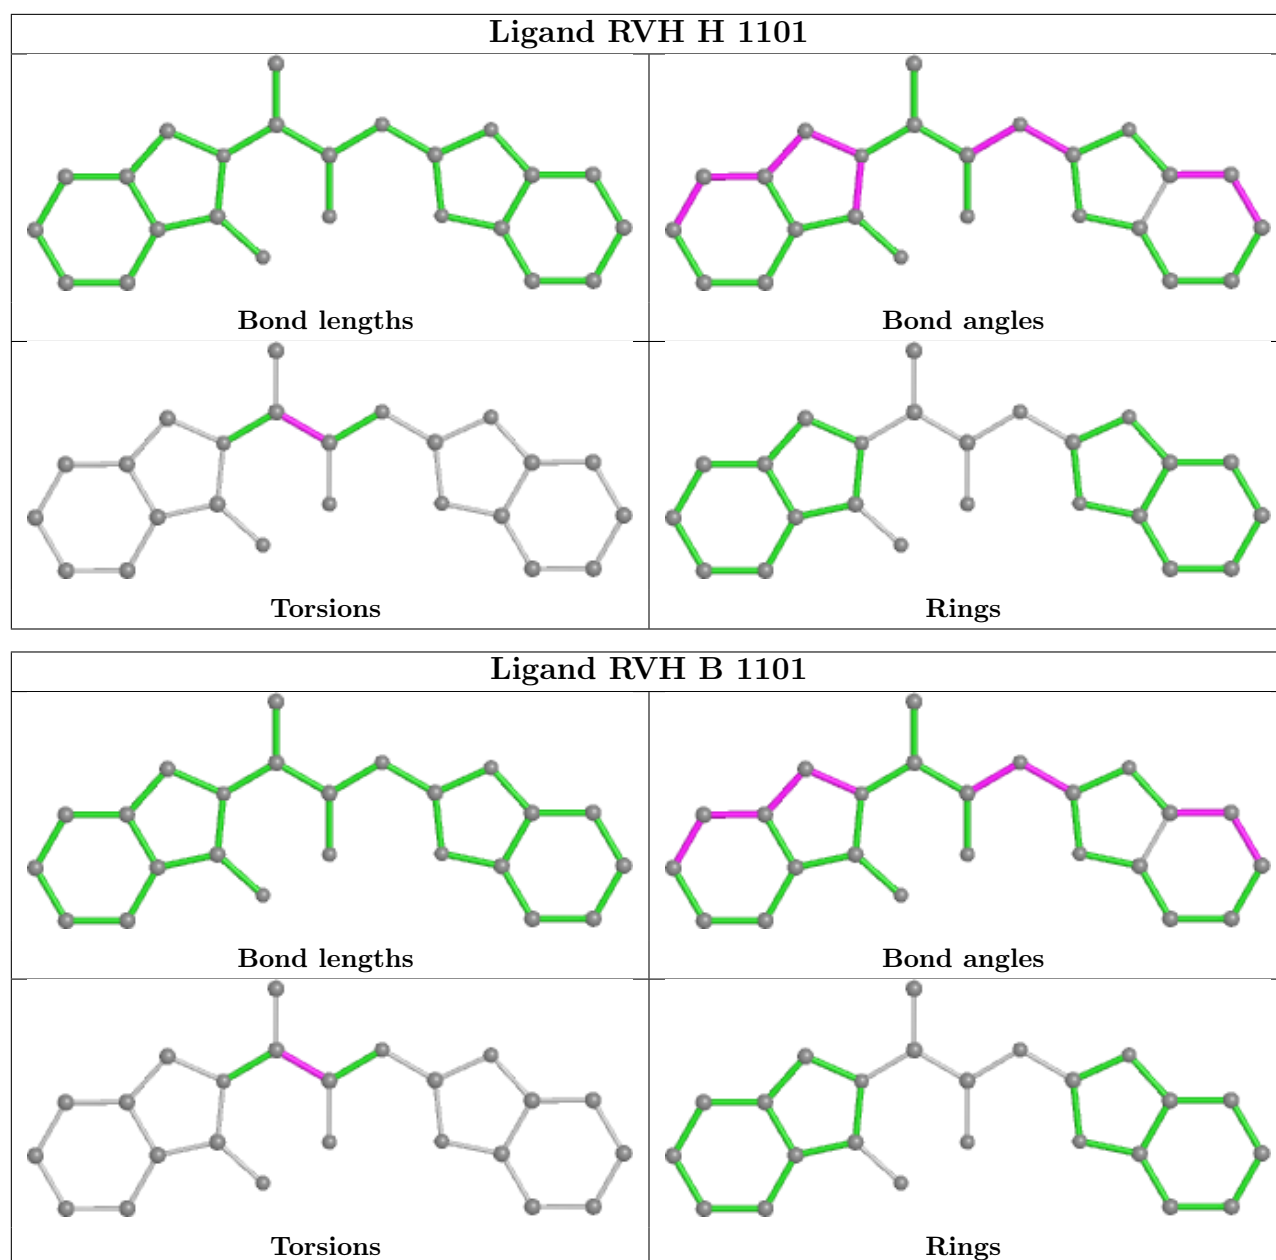 Ligand RVH H 1101
Bond lengths
Bond angles
Torsions
Rings
Ligand RVH B 1101
Bond lengths
Bond angles
Torsions
Rings